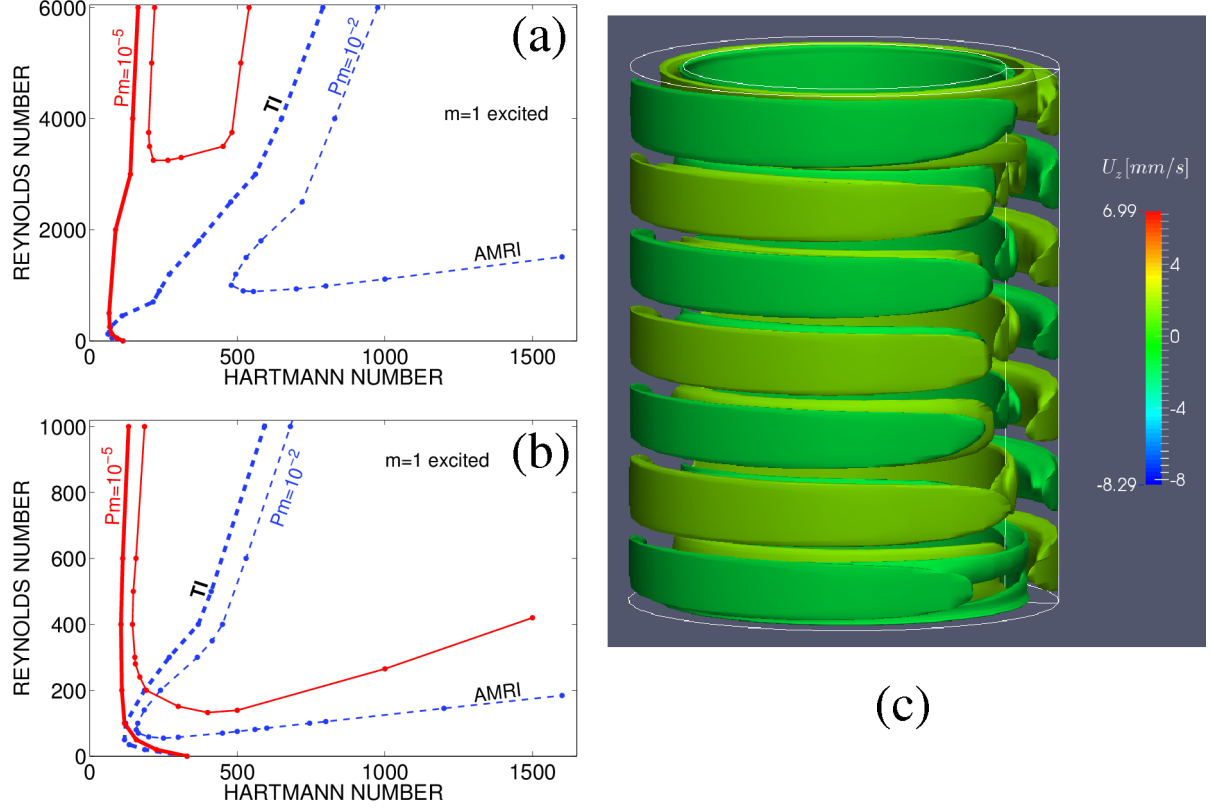 (a)
REYNOLDS NUMBER
6000
4000
2000
0
Pm=10⁻⁵
TI
Pm=10⁻²
m=1 excited
AMRI
0 500 1000 1500
HARTMANN NUMBER
(b)
REYNOLDS NUMBER
1000
800
600
400
200
0
Pm=10⁻⁵
TI
Pm=10⁻²
m=1 excited
AMRI
0 500 1000 1500
HARTMANN NUMBER
U_z [mm/s]
6.99
4
0
-4
-8
-8.29
(c)